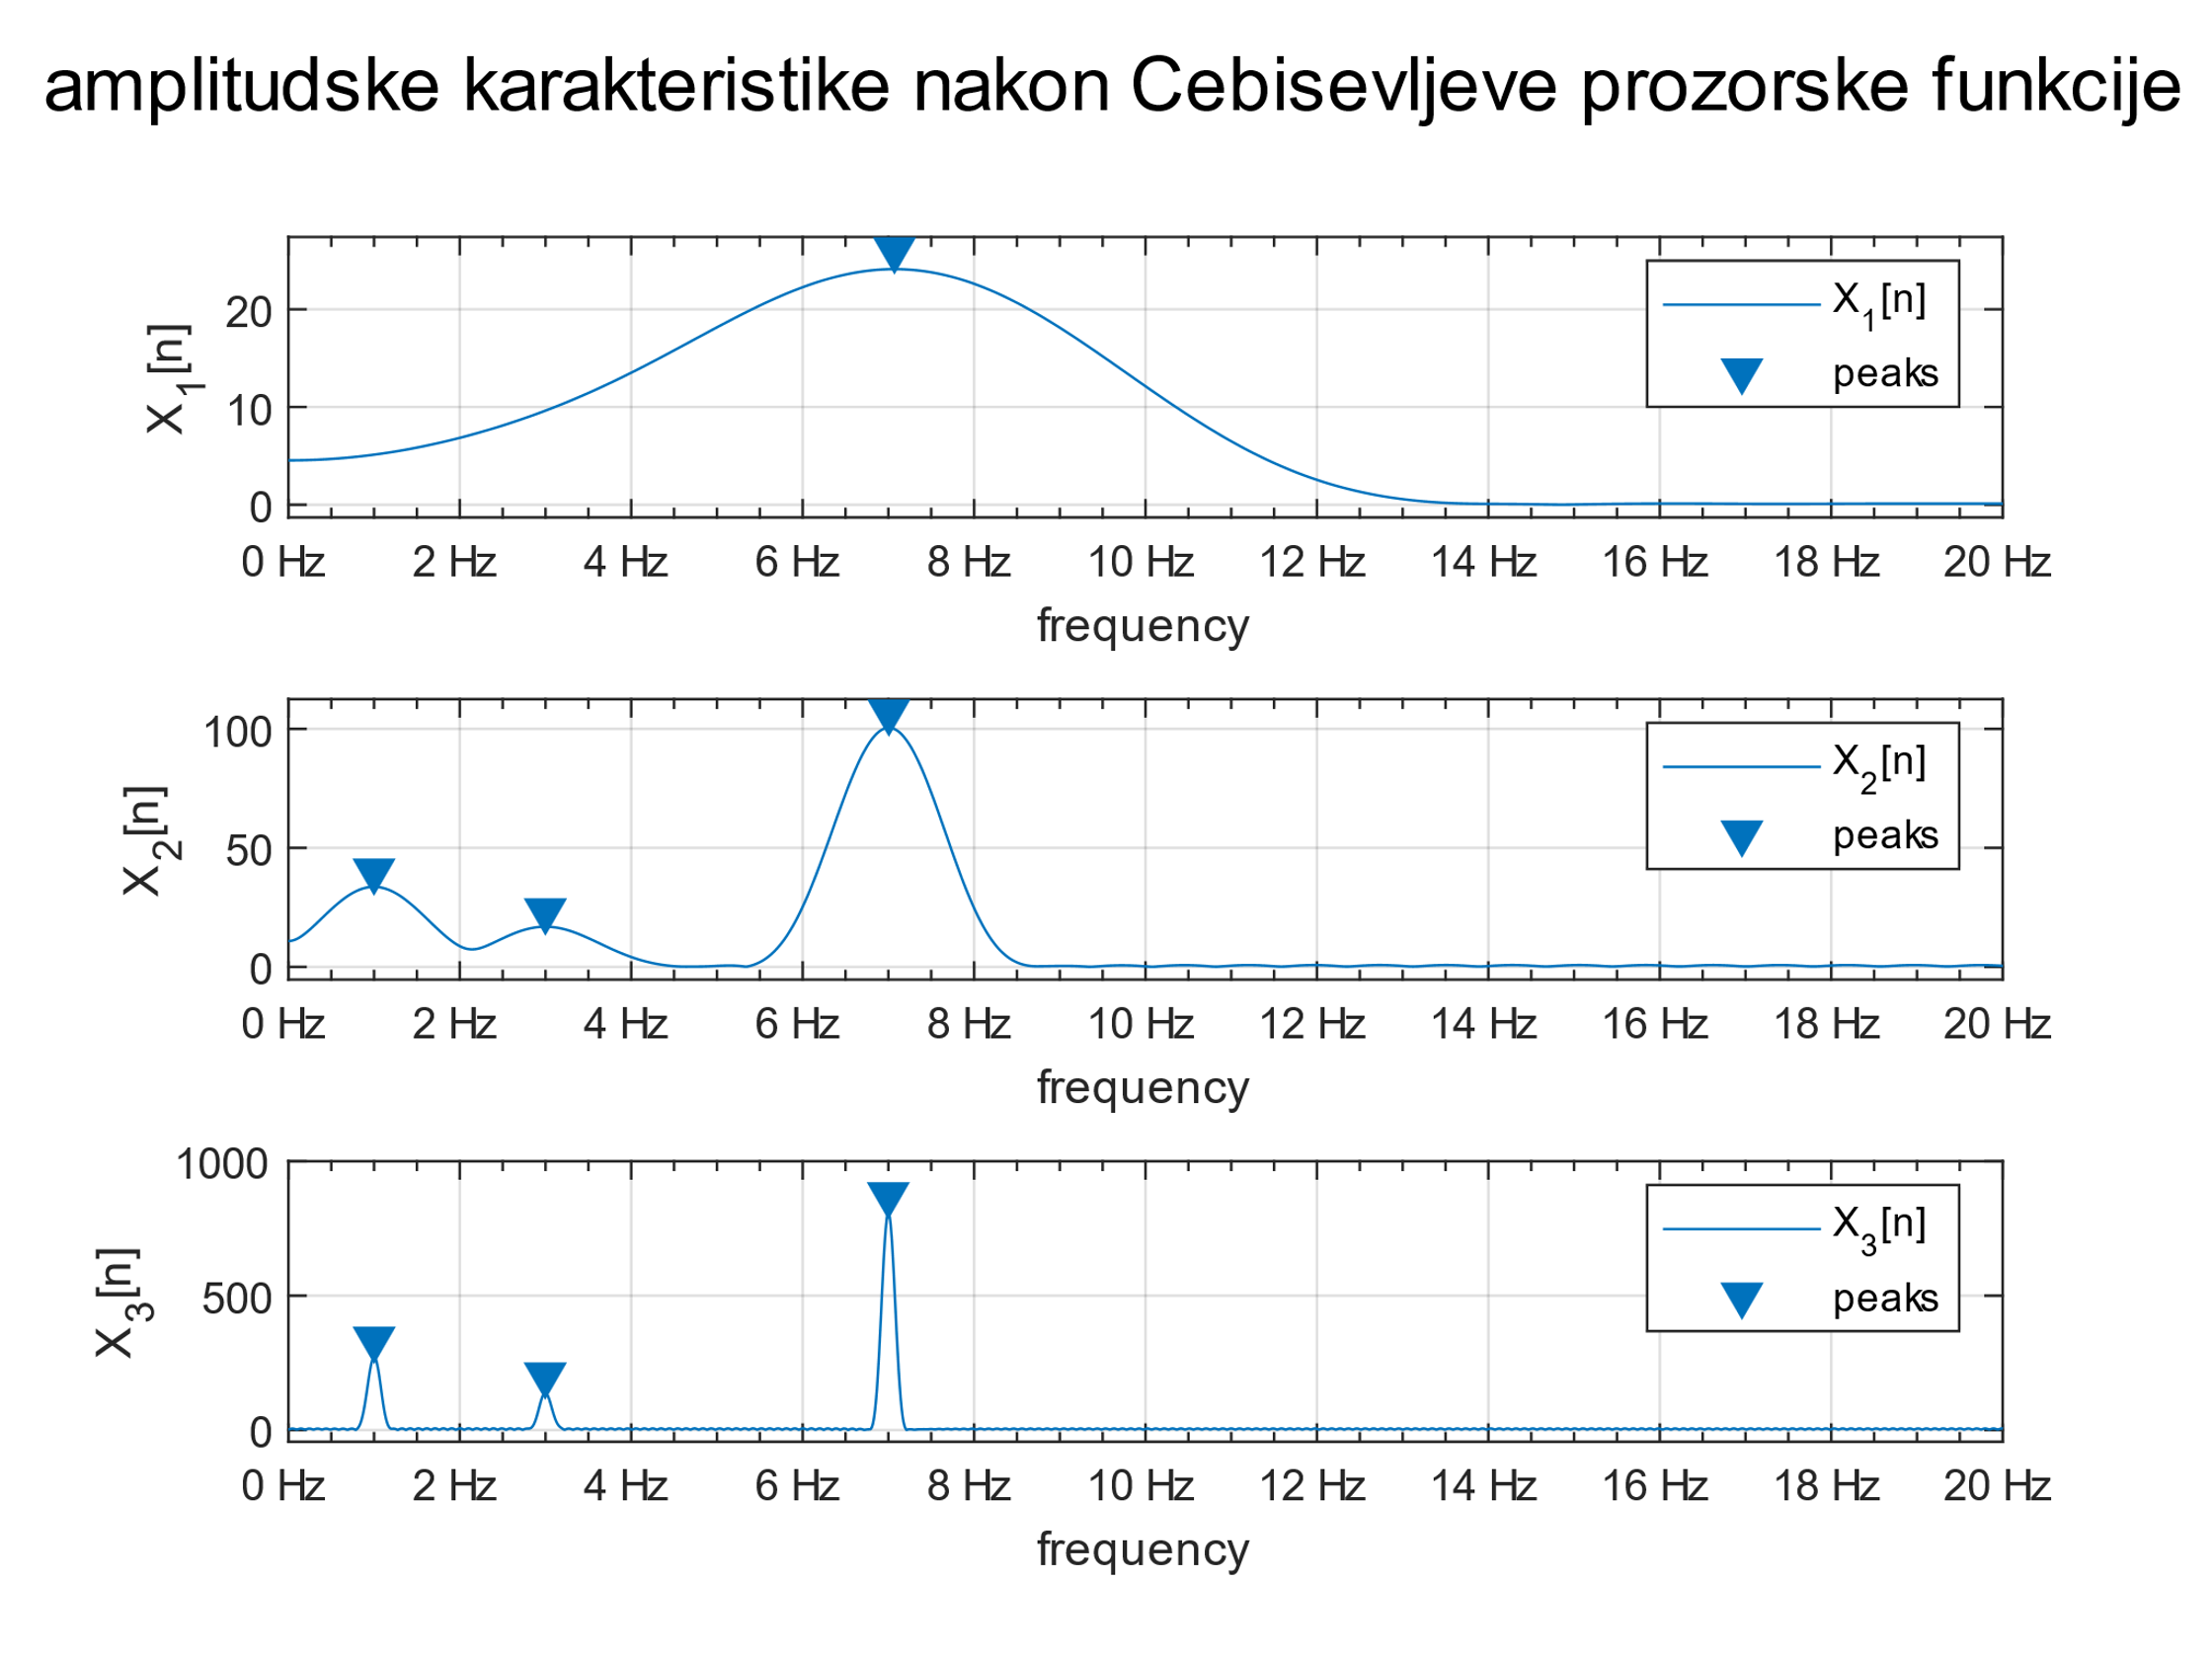 amplitudske karakteristike nakon Cebisevljeve prozorske funkcije
X1[n]
20
10
0
X1[n]
peaks
0 Hz 2 Hz 4 Hz 6 Hz 8 Hz 10 Hz 12 Hz 14 Hz 16 Hz 18 Hz 20 Hz
frequency
X2[n]
100
50
0
X2[n]
peaks
0 Hz 2 Hz 4 Hz 6 Hz 8 Hz 10 Hz 12 Hz 14 Hz 16 Hz 18 Hz 20 Hz
frequency
X3[n]
1000
500
0
X3[n]
peaks
0 Hz 2 Hz 4 Hz 6 Hz 8 Hz 10 Hz 12 Hz 14 Hz 16 Hz 18 Hz 20 Hz
frequency